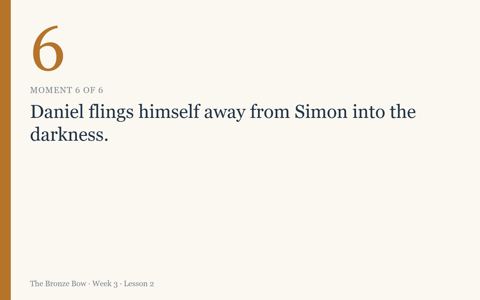 6
MOMENT 6 OF 6
Daniel flings himself away from Simon into the
darkness.
The Bronze Bow · Week 3 · Lesson 2